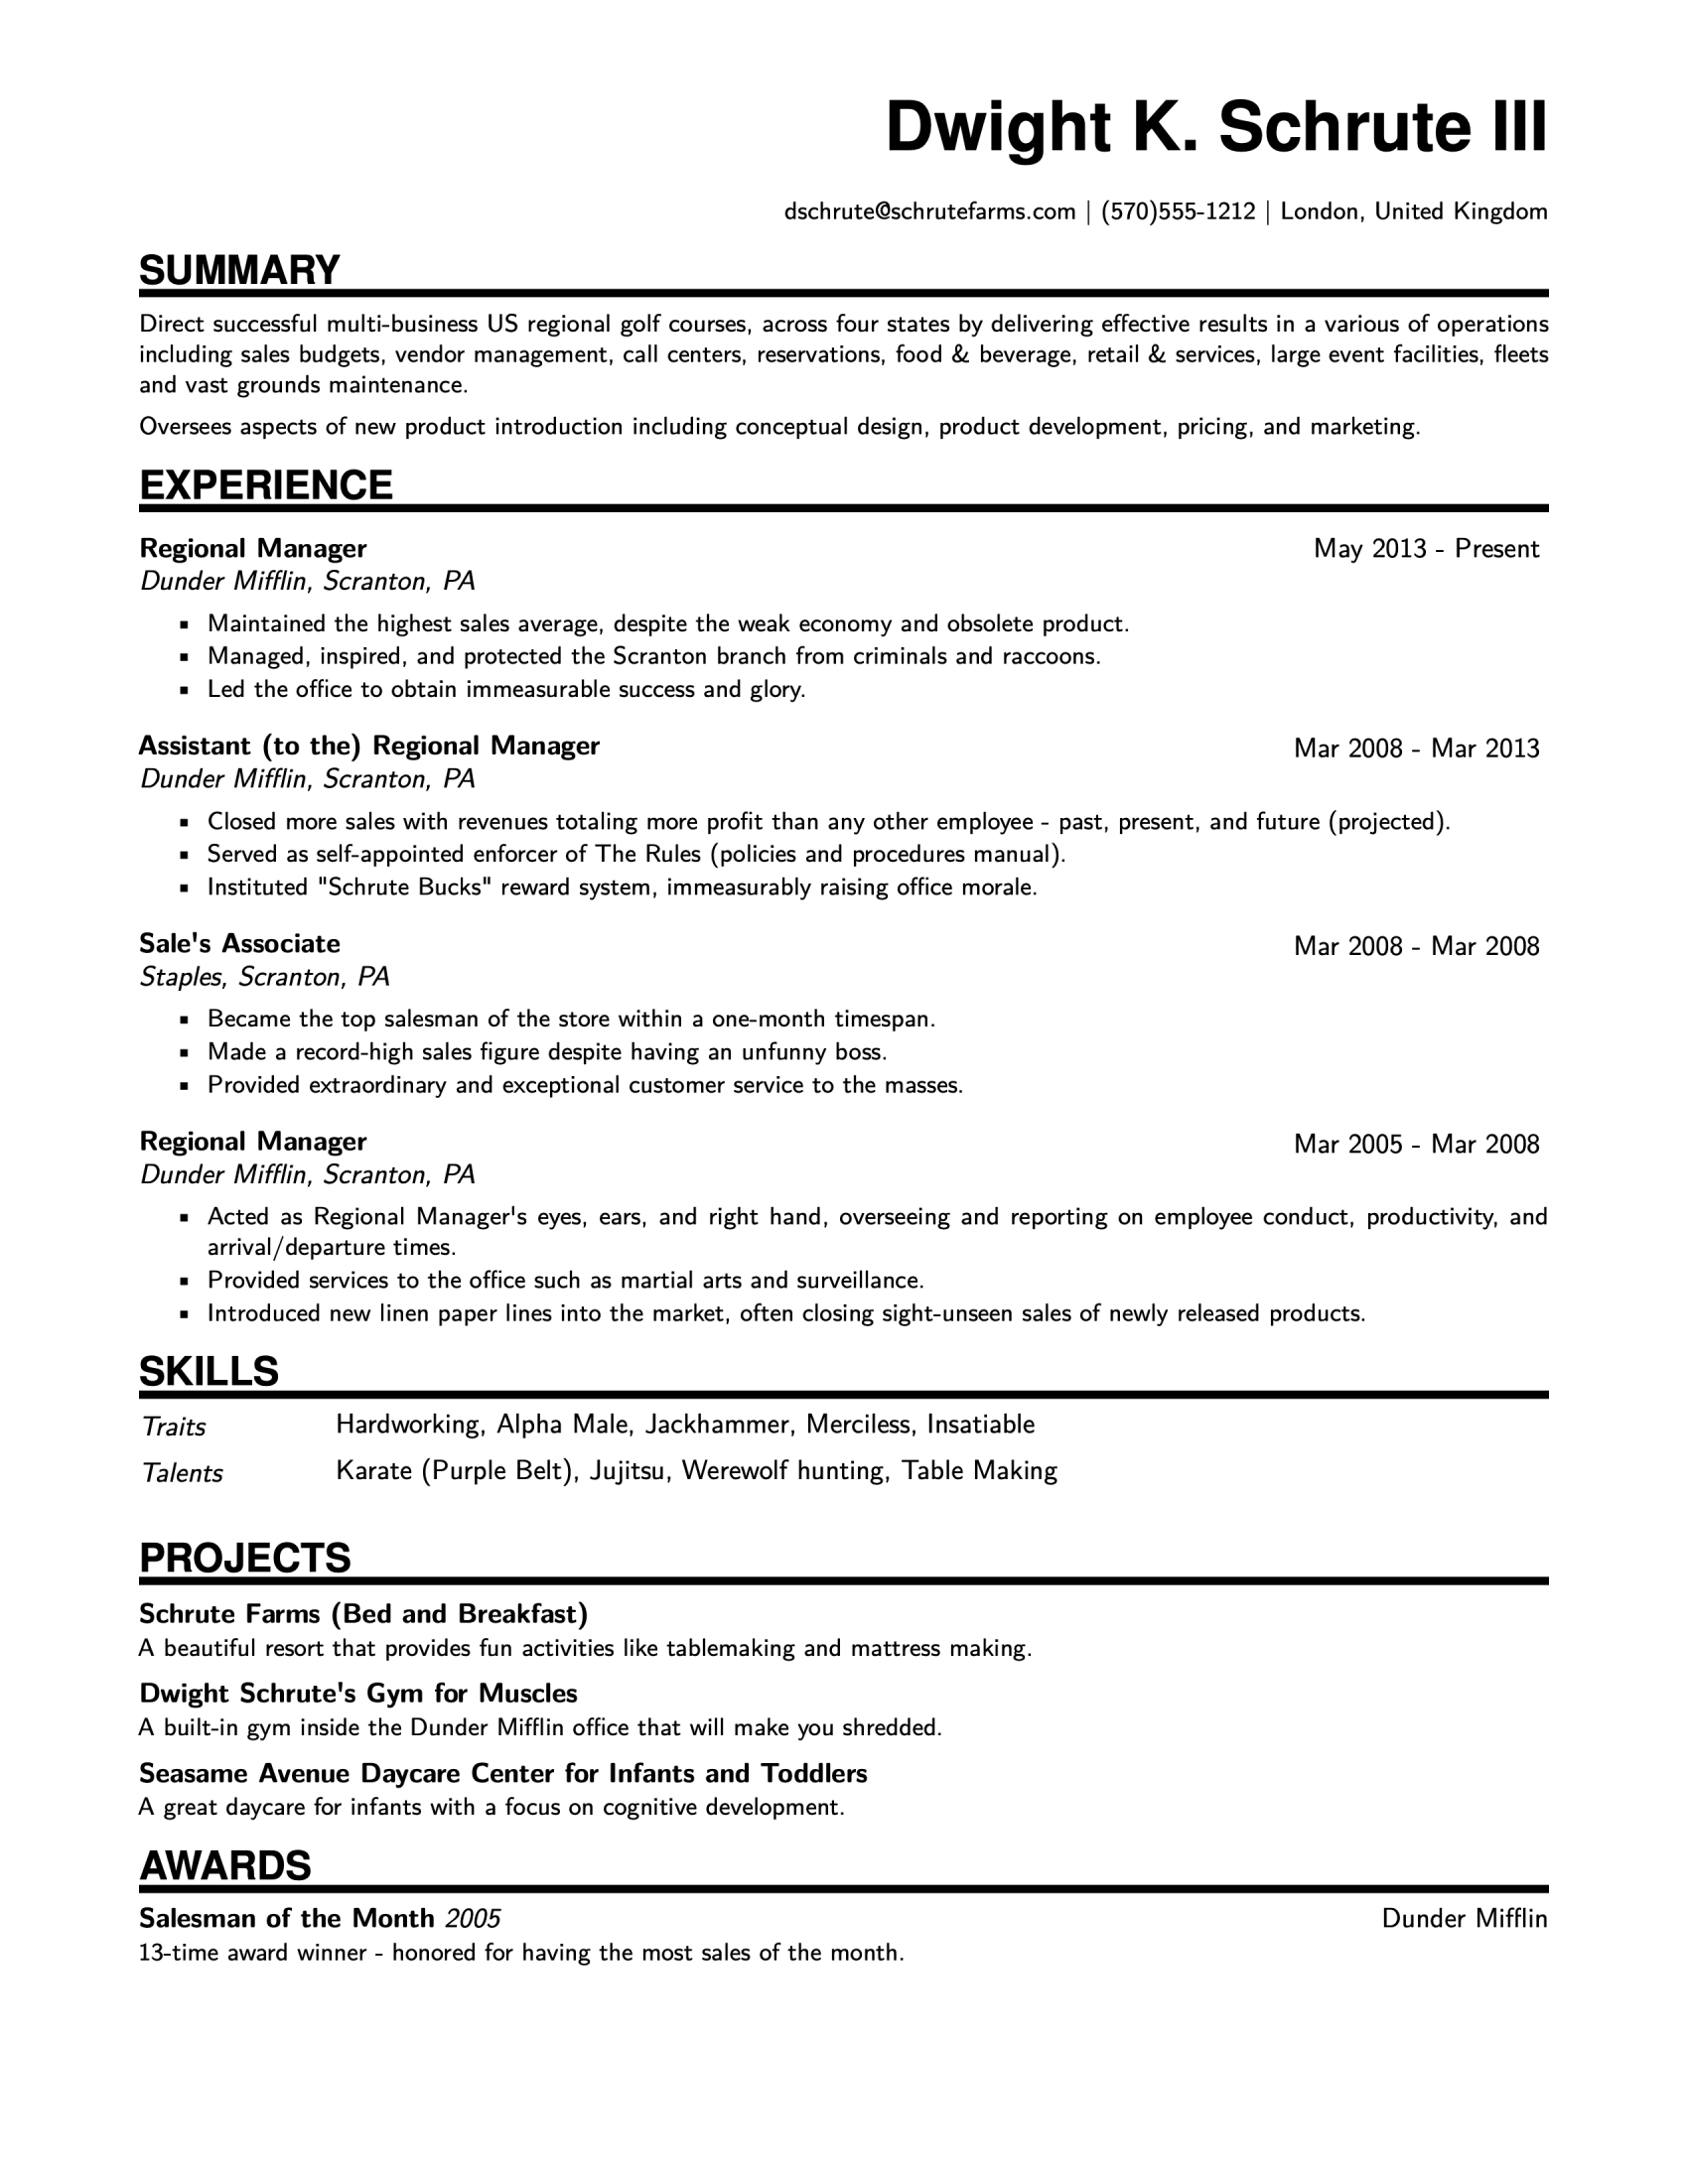 Dwight K. Schrute III
dschrute@schrutefarms.com | (570)555-1212 | London, United Kingdom
SUMMARY
Direct successful multi-business US regional golf courses, across four states by delivering effective results in a various of operations
including sales budgets, vendor management, call centers, reservations, food & beverage, retail & services, large event facilities, fleets
and vast grounds maintenance.
Oversees aspects of new product introduction including conceptual design, product development, pricing, and marketing.
EXPERIENCE
Regional Manager May 2013 - Present
Dunder Mifflin, Scranton, PA
▪ Maintained the highest sales average, despite the weak economy and obsolete product.
▪ Managed, inspired, and protected the Scranton branch from criminals and raccoons.
▪ Led the office to obtain immeasurable success and glory.
Assistant (to the) Regional Manager Mar 2008 - Mar 2013
Dunder Mifflin, Scranton, PA
▪ Closed more sales with revenues totaling more profit than any other employee - past, present, and future (projected).
▪ Served as self-appointed enforcer of The Rules (policies and procedures manual).
▪ Instituted "Schrute Bucks" reward system, immeasurably raising office morale.
Sale's Associate Mar 2008 - Mar 2008
Staples, Scranton, PA
▪ Became the top salesman of the store within a one-month timespan.
▪ Made a record-high sales figure despite having an unfunny boss.
▪ Provided extraordinary and exceptional customer service to the masses.
Regional Manager Mar 2005 - Mar 2008
Dunder Mifflin, Scranton, PA
▪ Acted as Regional Manager's eyes, ears, and right hand, overseeing and reporting on employee conduct, productivity, and
arrival/departure times.
▪ Provided services to the office such as martial arts and surveillance.
▪ Introduced new linen paper lines into the market, often closing sight-unseen sales of newly released products.
SKILLS
Traits Hardworking, Alpha Male, Jackhammer, Merciless, Insatiable
Talents Karate (Purple Belt), Jujitsu, Werewolf hunting, Table Making
PROJECTS
Schrute Farms (Bed and Breakfast)
A beautiful resort that provides fun activities like tablemaking and mattress making.
Dwight Schrute's Gym for Muscles
A built-in gym inside the Dunder Mifflin office that will make you shredded.
Seasame Avenue Daycare Center for Infants and Toddlers
A great daycare for infants with a focus on cognitive development.
AWARDS
Salesman of the Month 2005 Dunder Mifflin
13-time award winner - honored for having the most sales of the month.